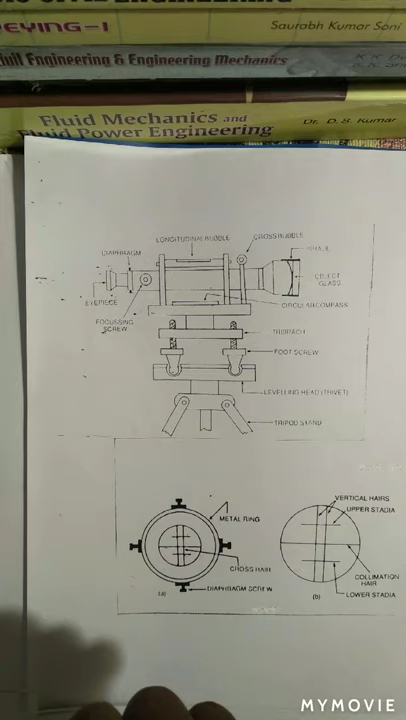 EYING-I
Saurabh Kumar Soni
Civil Engineering & Engineering Mechanics
Fluid Mechanics and
Fluid Power Engineering
Dr. D. S. Kumar
LONGITUDINAL BUBBLE
CROSS BUBBLE
DIAPHRAGM
OBJECT
GLASS
EYEPIECE
CIRCULAR COMPASS
FOCUSSING
SCREW
TRIBRACH
FOOT SCREW
LEVELLING HEAD (TRIVET)
TRIPOD STAND
VERTICAL HAIRS
UPPER STADIA
METAL RING
CROSS HAIR
COLLIMATION
HAIR
DIAPHRAGM SCREW
LOWER STADIA
(a)
(b)
MYMOVIE